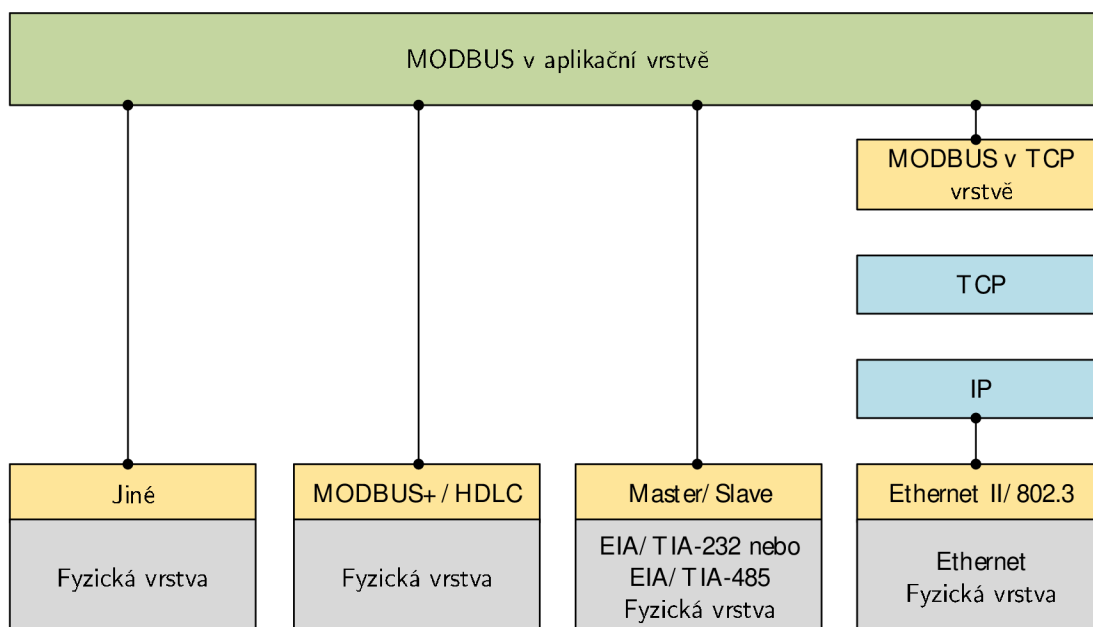 MODBUS v aplikační vrstvě
MODBUS v TCP
vrstvě
TCP
IP
Jiné
Fyzická vrstva
MODBUS+ / HDLC
Fyzická vrstva
Master/ Slave
EIA/ TIA-232 nebo
EIA/ TIA-485
Fyzická vrstva
Ethernet II/ 802.3
Ethernet
Fyzická vrstva